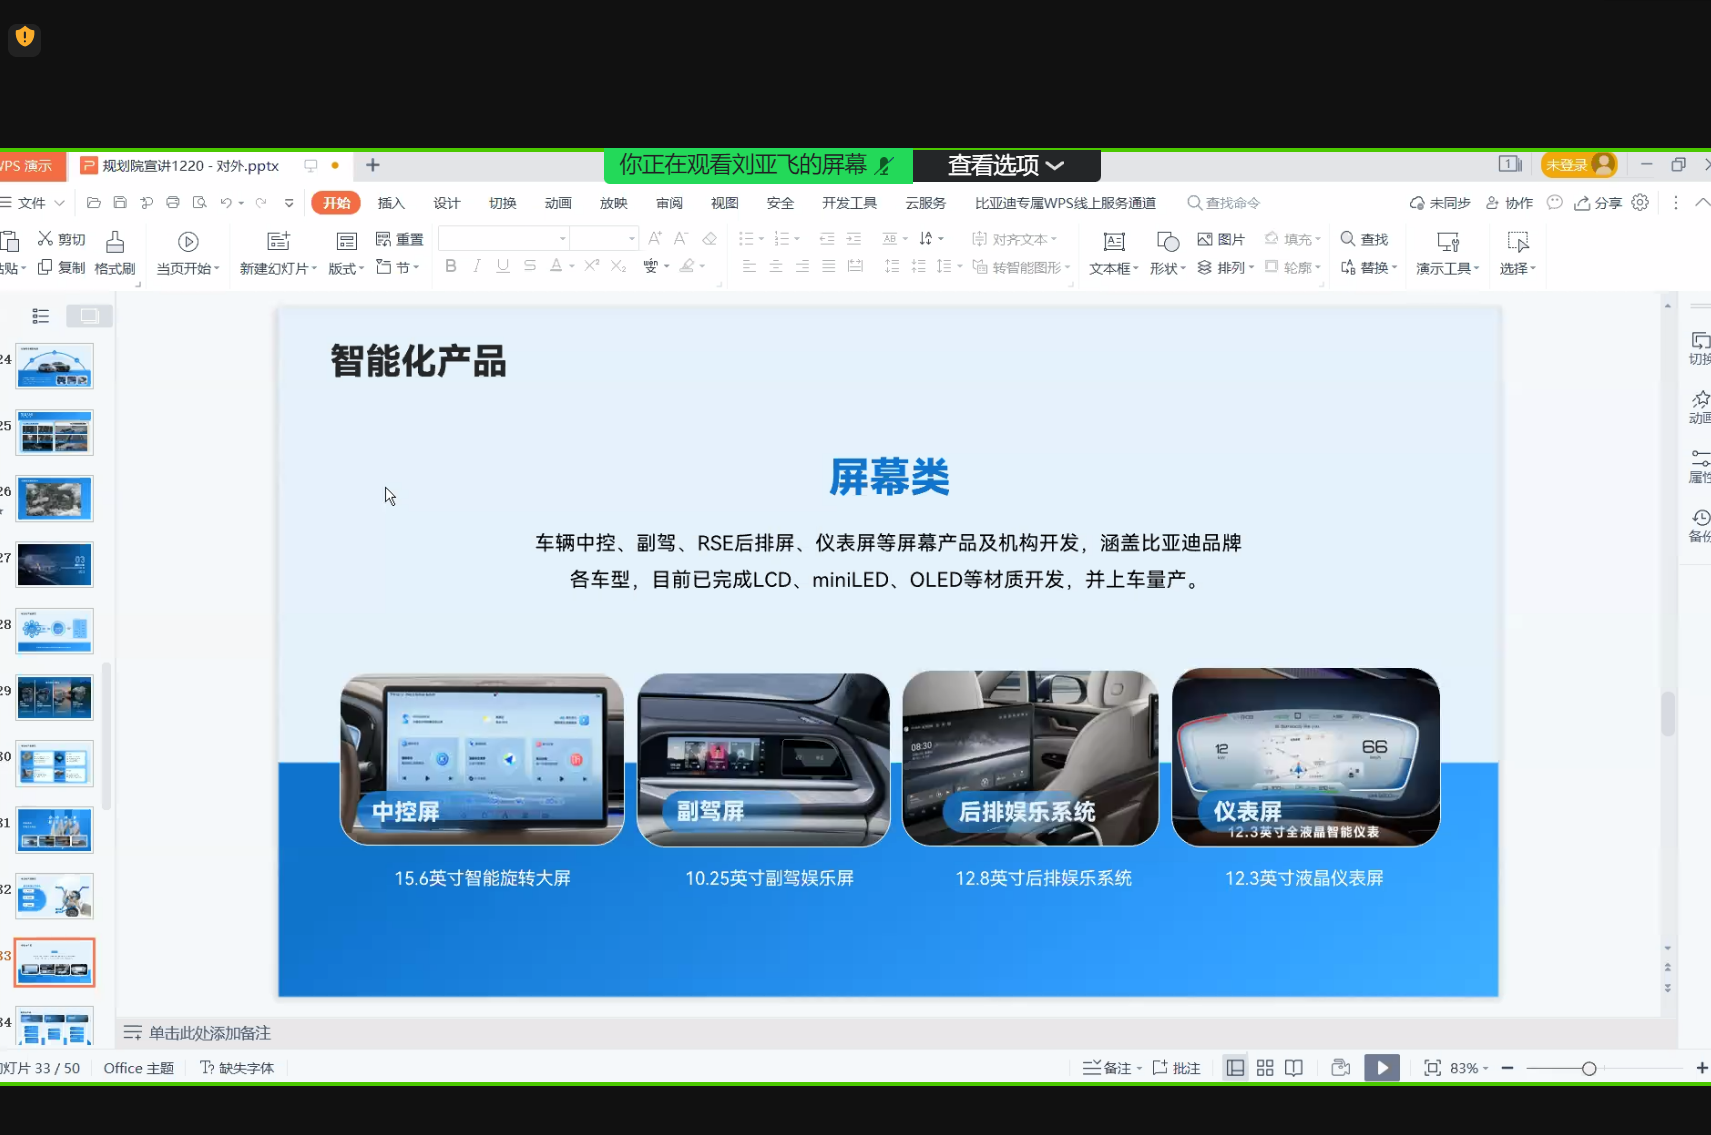 你正在观看刘亚飞的屏幕
查看选项
WPS 演示
规划院宣讲1220 - 对外.pptx
未登录
文件
开始
插入
设计
切换
动画
放映
审阅
视图
安全
开发工具
云服务
比亚迪专属WPS线上服务通道
查找命令
未同步
协作
分享
剪切
复制
格式刷
当页开始
新建幻灯片
版式
重置
节
对齐文本
转智能图形
文本框
形状
图片
排列
填充
轮廓
查找
替换
演示工具
选择
24
25
26
27
28
29
30
31
32
33
34
智能化产品
屏幕类
车辆中控、副驾、RSE后排屏、仪表屏等屏幕产品及机构开发，涵盖比亚迪品牌
各车型，目前已完成LCD、miniLED、OLED等材质开发，并上车量产。
08:30
12
66
中控屏
副驾屏
后排娱乐系统
仪表屏
12.3英寸全液晶智能仪表
15.6英寸智能旋转大屏
10.25英寸副驾娱乐屏
12.8英寸后排娱乐系统
12.3英寸液晶仪表屏
切换
动画
属性
备份
单击此处添加备注
幻灯片 33 / 50
Office 主题
缺失字体
备注
批注
83%